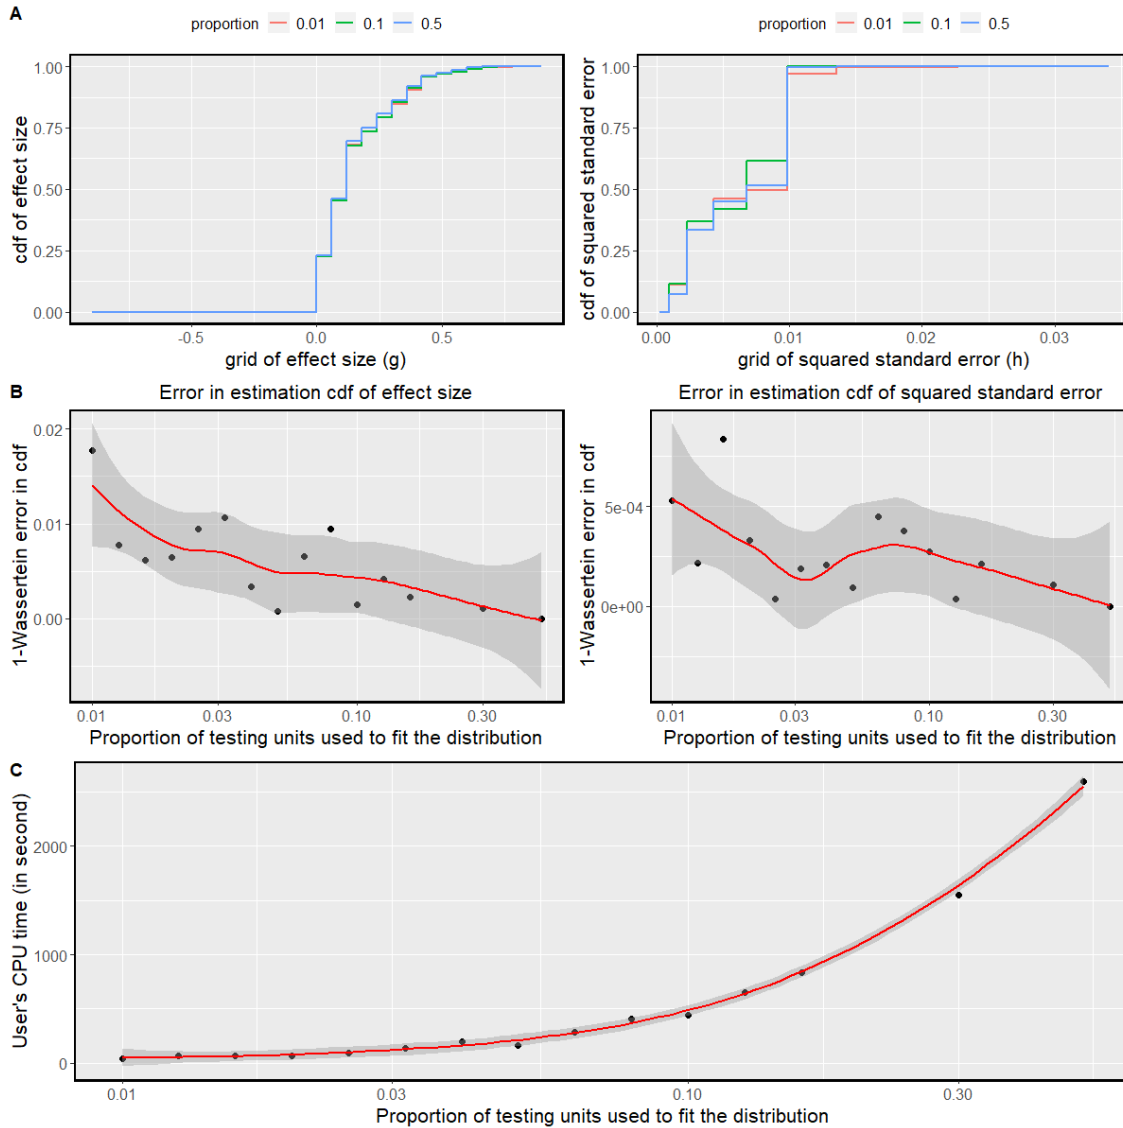 A
proportion 0.01 0.1 0.5
proportion 0.01 0.1 0.5
cdf of effect size
1.00
0.75
0.50
0.25
0.00
-0.5 0.0 0.5
grid of effect size (g)
cdf of squared standard error
1.00
0.75
0.50
0.25
0.00
0.00 0.01 0.02 0.03
grid of squared standard error (h)
B
Error in estimation cdf of effect size
1-Wassertein error in cdf
0.02
0.01
0.00
0.01 0.03 0.10 0.30
Proportion of testing units used to fit the distribution
Error in estimation cdf of squared standard error
1-Wassertein error in cdf
5e-04
0e+00
0.01 0.03 0.10 0.30
Proportion of testing units used to fit the distribution
C
User's CPU time (in second)
2000
1000
0
0.01 0.03 0.10 0.30
Proportion of testing units used to fit the distribution